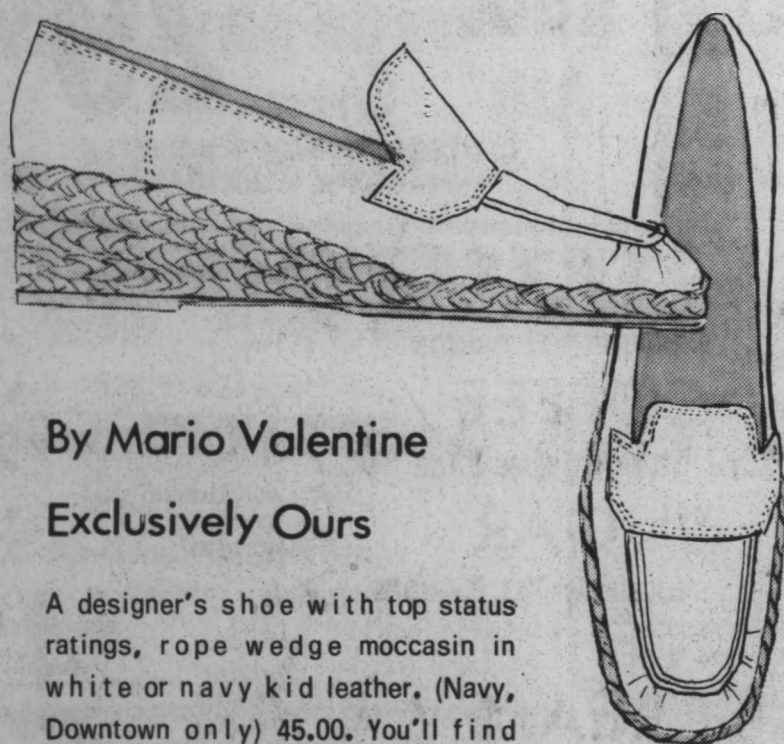 By Mario Valentine
Exclusively Ours
A designer's shoe with top status
ratings, rope wedge moccasin in
white or navy kid leather. (Navy,
Downtown only) 45.00. You'll find